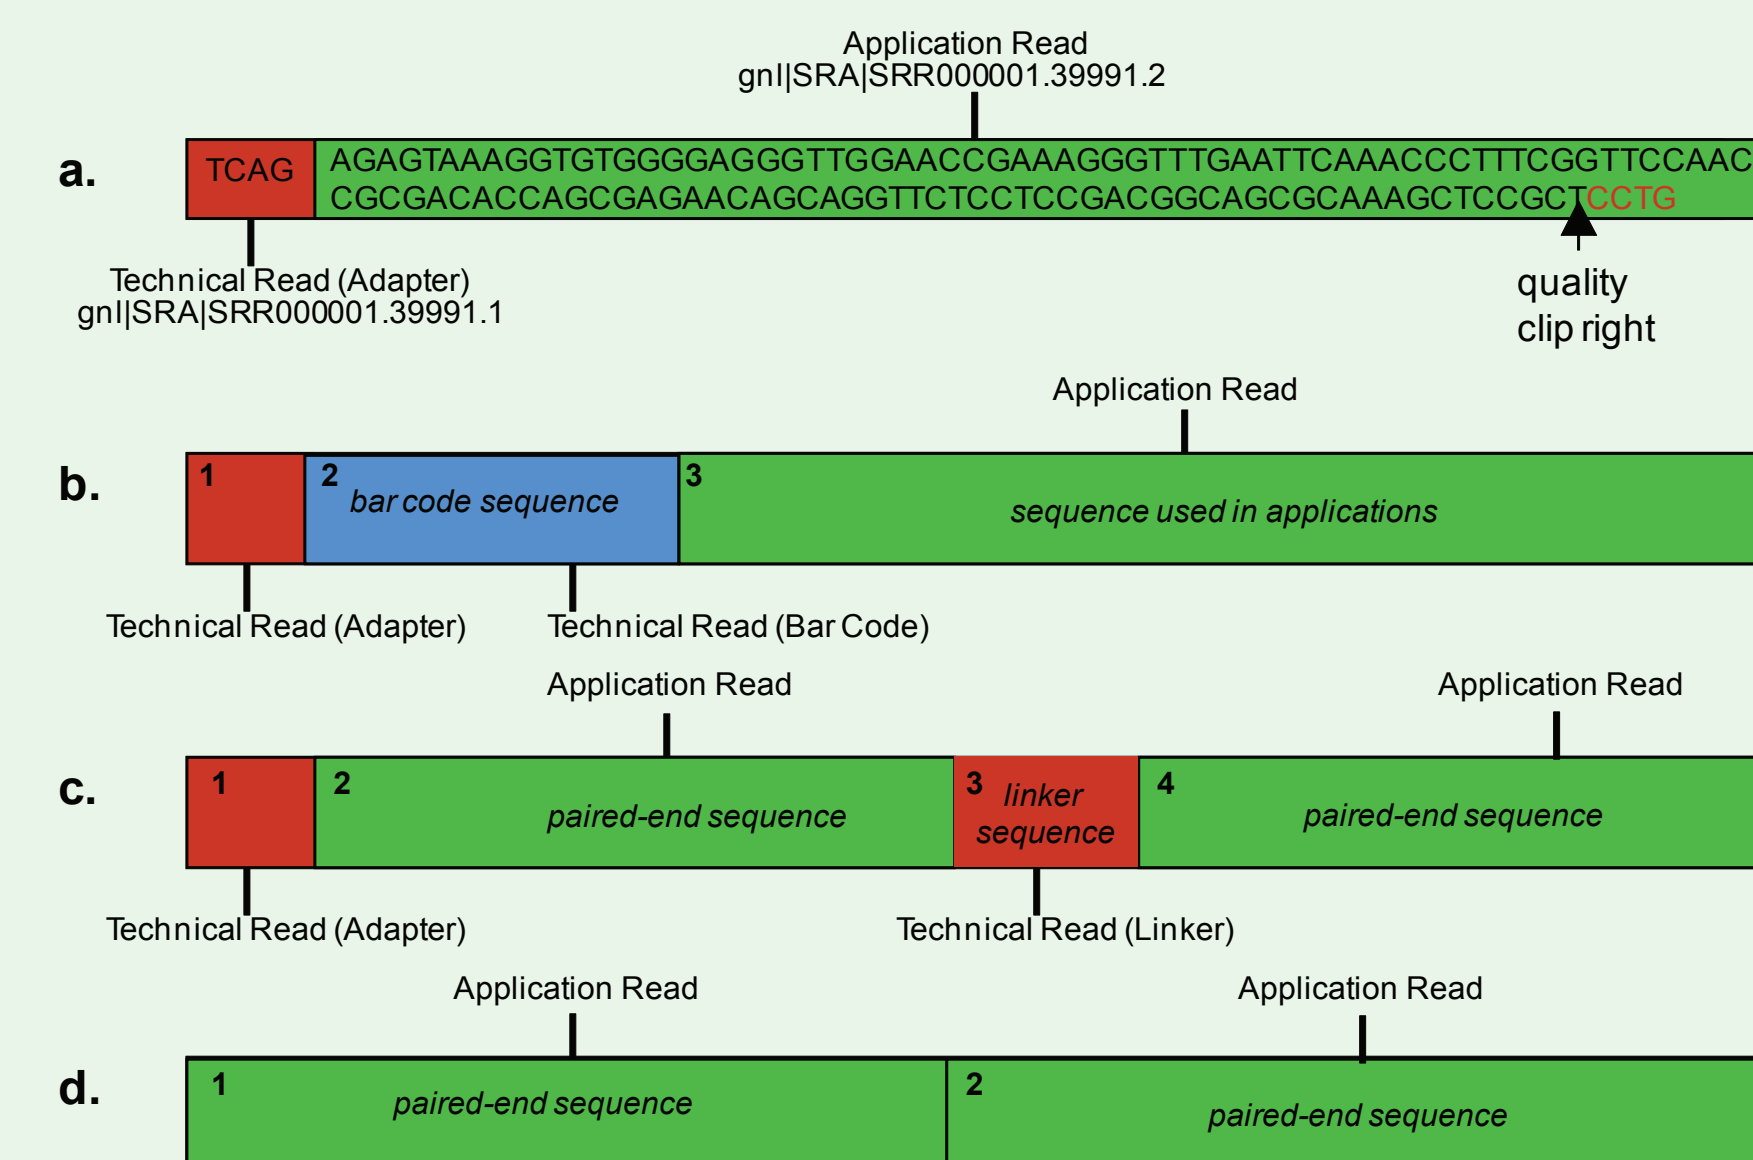 Application Read
gnl|SRA|SRR000001.39991.2
a.
TCAG
AGAGTAAAGGTGTGGGGAGGGTTGGAACCGAAAGGGTTTGAATTCAAACCCTTTCGGTTCCAAC
CGCGACACCAGCGAGAACAGCAGGTTCTCCTCCGACGGCAGCGCAAAGCTCCGCTCCTG
Technical Read (Adapter)
gnl|SRA|SRR000001.39991.1
quality
clip right
Application Read
b.
1
2
bar code sequence
3
sequence used in applications
Technical Read (Adapter)
Technical Read (Bar Code)
Application Read
Application Read
c.
1
2
paired-end sequence
3
linker
sequence
4
paired-end sequence
Technical Read (Adapter)
Technical Read (Linker)
Application Read
Application Read
d.
1
paired-end sequence
2
paired-end sequence